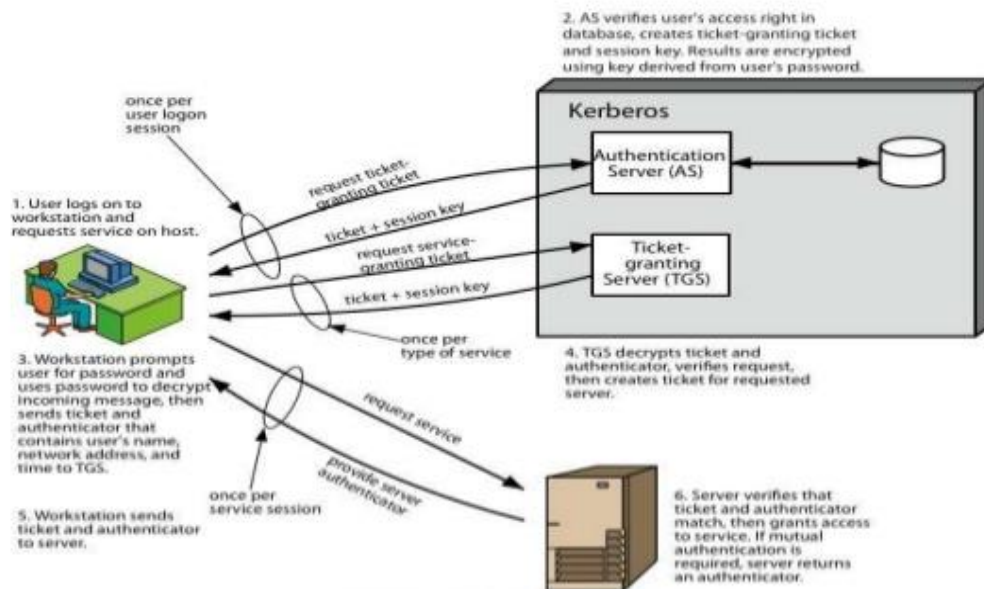 2. AS verifies user's access right in
database, creates ticket-granting ticket
and session key. Results are encrypted
using key derived from user's password.
once per
user logon
session
Kerberos
Authentication
Server (AS)
request ticket-
granting ticket
1. User logs on to
workstation and
requests service on host.
ticket + session key
request service-
granting ticket
Ticket-
granting
Server (TGS)
ticket + session key
once per
type of service
3. Workstation prompts
user for password and
uses password to decrypt
incoming message, then
sends ticket and
authenticator that
contains user's name,
network address, and
time to TGS.
4. TGS decrypts ticket and
authenticator, verifies request,
then creates ticket for requested
server.
request service
provide server
authenticator
once per
service session
5. Workstation sends
ticket and authenticator
to server.
6. Server verifies that
ticket and authenticator
match, then grants access
to service. If mutual
authentication is
required, server returns
an authenticator.